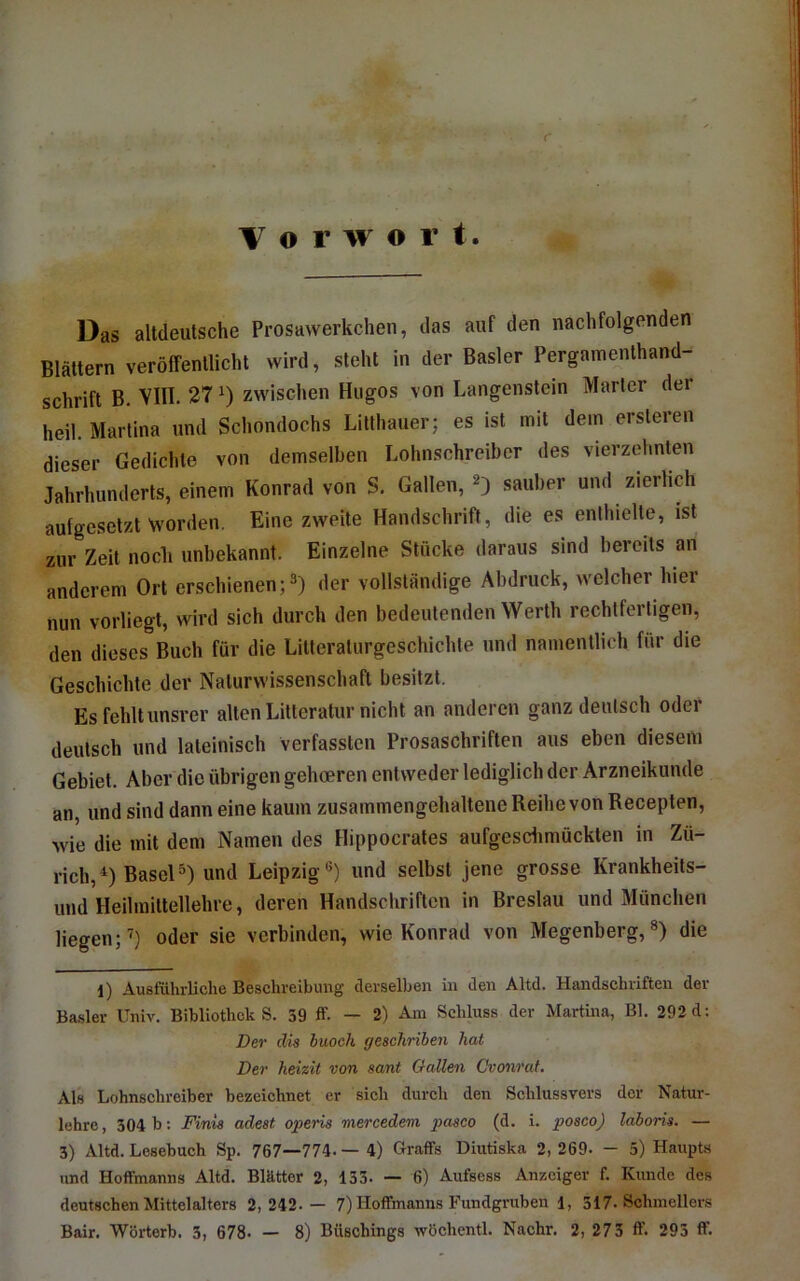 Vorwort.
Das altdeutsche Prosawerkchen, das auf den nachfolgenden
Blättern veröffentlicht wird, steht in der Basler Pergamenthand-
schrift B. VIII. 27 ¹) zwischen Hugos von Langenstein Marter der
heil. Martina und Schondochs Litthauer; es ist mit dem ersteren
dieser Gedichte von demselben Lohnschreiber des vierzehnten
Jahrhunderts, einem Konrad von S. Gallen, ²) sauber und zierlich
aufgesetzt worden. Eine zweite Handschrift, die es enthielte, ist
zur Zeit noch unbekannt. Einzelne Stücke daraus sind bereits an
anderem Ort erschienen; ³) der vollständige Abdruck, welcher hier
nun vorliegt, wird sich durch den bedeutenden Werth rechtfertigen,
den dieses Buch für die Litteraturgeschichte und namentlich für die
Geschichte der Naturwissenschaft besitzt.
Es fehlt unsrer alten Litteratur nicht an anderen ganz deutsch oder
deutsch und lateinisch verfassten Prosaschriften aus eben diesem
Gebiet. Aber die übrigen gehœren entweder lediglich der Arzneikunde
an, und sind dann eine kaum zusammengehaltene Reihe von Recepten,
wie die mit dem Namen des Hippocrates aufgeschmückten in Zü-
rich, ⁴) Basel ⁵) und Leipzig ⁶) und selbst jene grosse Krankheits-
und Heilmittellehre, deren Handschriften in Breslau und München
liegen; ⁷) oder sie verbinden, wie Konrad von Megenberg, ⁸) die
1) Ausführliche Beschreibung derselben in den Altd. Handschriften der
Basler Univ. Bibliothek S. 39 ff. — 2) Am Schluss der Martina, Bl. 292 d:
Der dis buoch geschriben hat
Der heizit von sant Gallen Cvonrat.
Als Lohnschreiber bezeichnet er sich durch den Schlussvers der Natur-
lehre, 304 b: Finis adest operis mercedem pasco (d. i. posco) laboris. —
3) Altd. Lesebuch Sp. 767—774. — 4) Graffs Diutiska 2, 269. — 5) Haupts
und Hoffmanns Altd. Blätter 2, 133. — 6) Aufsess Anzeiger f. Kunde des
deutschen Mittelalters 2, 242. — 7) Hoffmanns Fundgruben 1, 317. Schmellers
Bair. Wörterb. 3, 678. — 8) Büschings wöchentl. Nachr. 2, 273 ff. 293 ff.